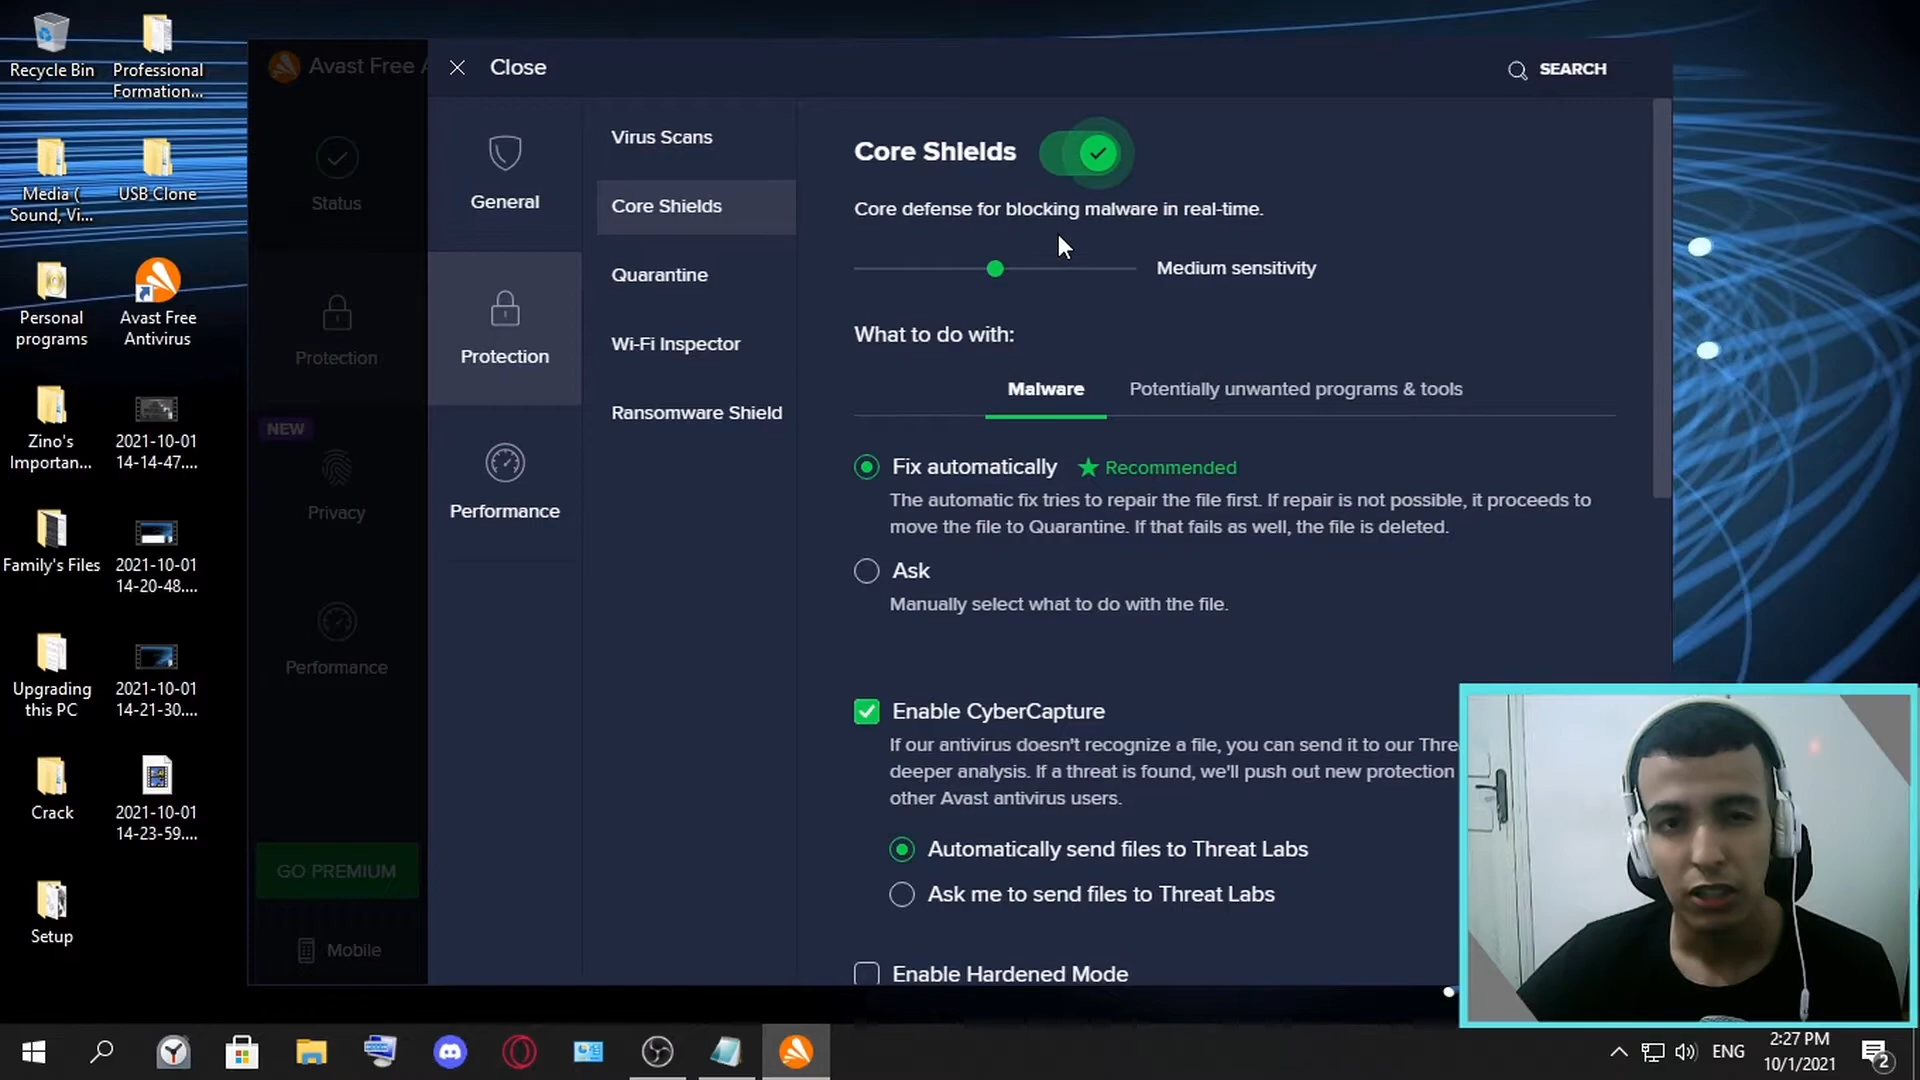 Recycle Bin
Professional
Formation...
Media (
Sound, Vi...
USB Clone
Personal
programs
Avast Free
Antivirus
Zino's
Importan...
2021-10-01
14-14-47....
Family's Files
2021-10-01
14-20-48....
Upgrading
this PC
2021-10-01
14-21-30....
Crack
2021-10-01
14-23-59....
Setup
Avast Free A
Status
Protection
NEW
Privacy
Performance
GO PREMIUM
Mobile
Close
SEARCH
General
Protection
Performance
Virus Scans
Core Shields
Quarantine
Wi-Fi Inspector
Ransomware Shield
Core Shields
Core defense for blocking malware in real-time.
Medium sensitivity
What to do with:
Malware
Potentially unwanted programs & tools
Fix automatically
Recommended
The automatic fix tries to repair the file first. If repair is not possible, it proceeds to
move the file to Quarantine. If that fails as well, the file is deleted.
Ask
Manually select what to do with the file.
Enable CyberCapture
If our antivirus doesn't recognize a file, you can send it to our Thre
deeper analysis. If a threat is found, we'll push out new protection
other Avast antivirus users.
Automatically send files to Threat Labs
Ask me to send files to Threat Labs
Enable Hardened Mode
ENG
2:27 PM
10/1/2021
2